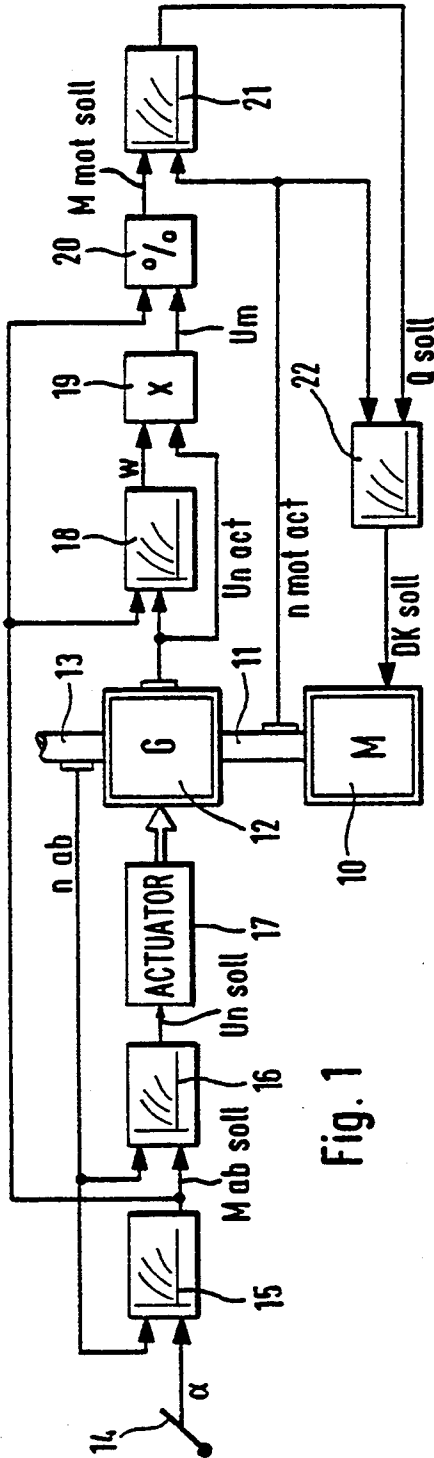 14
α
15
M ab soll
16
Un soll
ACTUATOR
17
n ab
13
G
12
11
M
10
18
w
Un act
19
X
Um
20
%
M mot soll
21
n mot act
22
Q soll
DK soll
Fig. 1